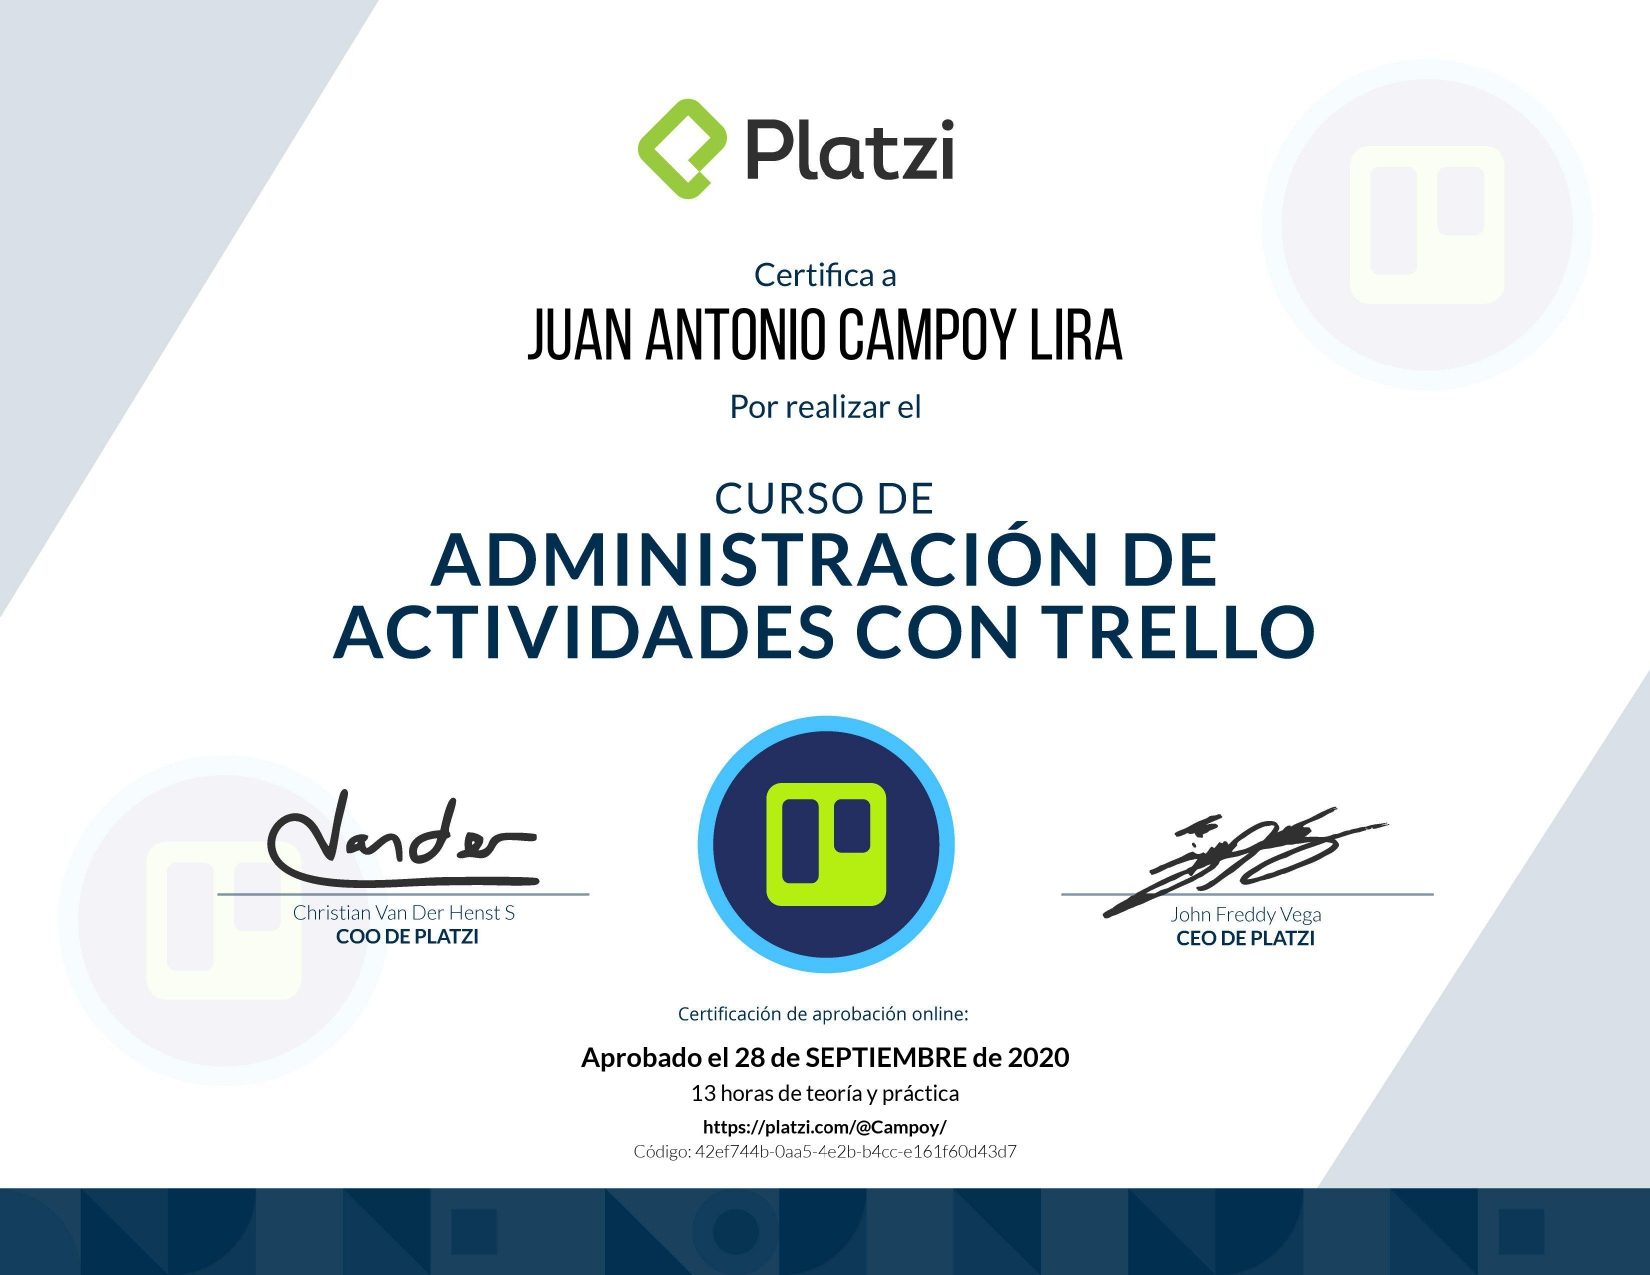 Platzi
Certifica a
JUAN ANTONIO CAMPOY LIRA
Por realizar el
CURSO DE
ADMINISTRACIÓN DE
ACTIVIDADES CON TRELLO
Vander
Christian Van Der Henst S
COO DE PLATZI
John Freddy Vega
CEO DE PLATZI
Certificación de aprobación online:
Aprobado el 28 de SEPTIEMBRE de 2020
13 horas de teoría y práctica
https://platzi.com/@Campoy/
Código: 42ef744b-0aa5-4e2b-b4cc-e161f60d43d7